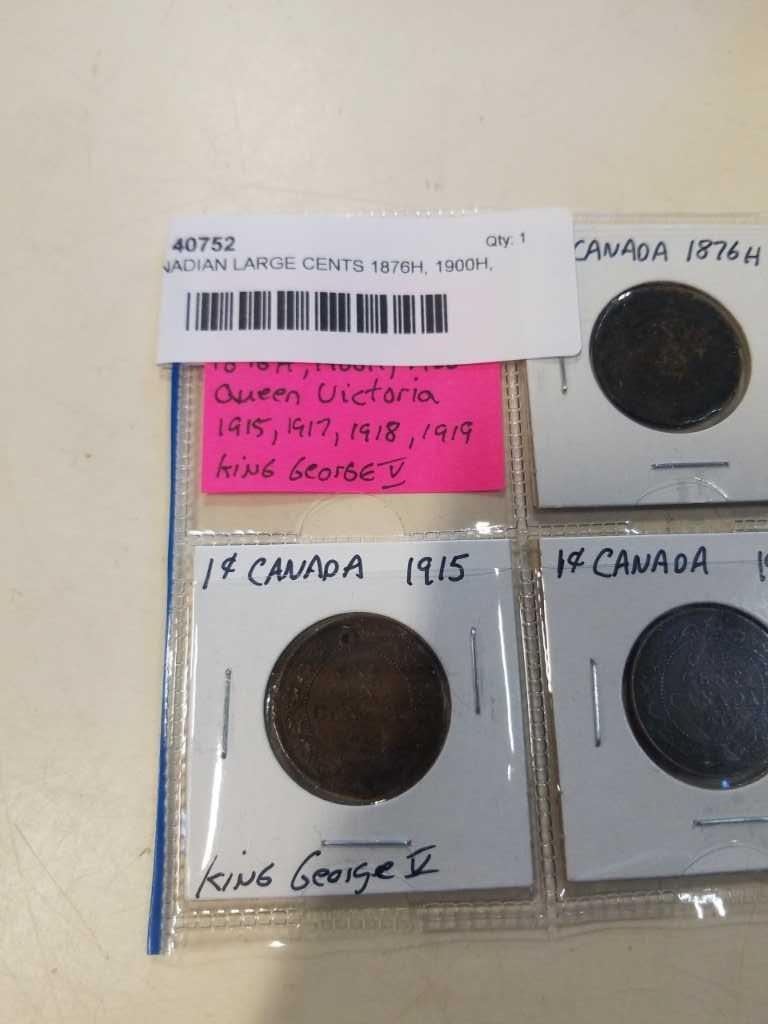 40752
Qty: 1
NADIAN LARGE CENTS 1876H, 1900H,
CANADA 1876H
Queen Victoria
1915, 1917, 1918, 1919
KING GEORGE V
1¢ CANADA 1915
1¢ CANADA
KING George V